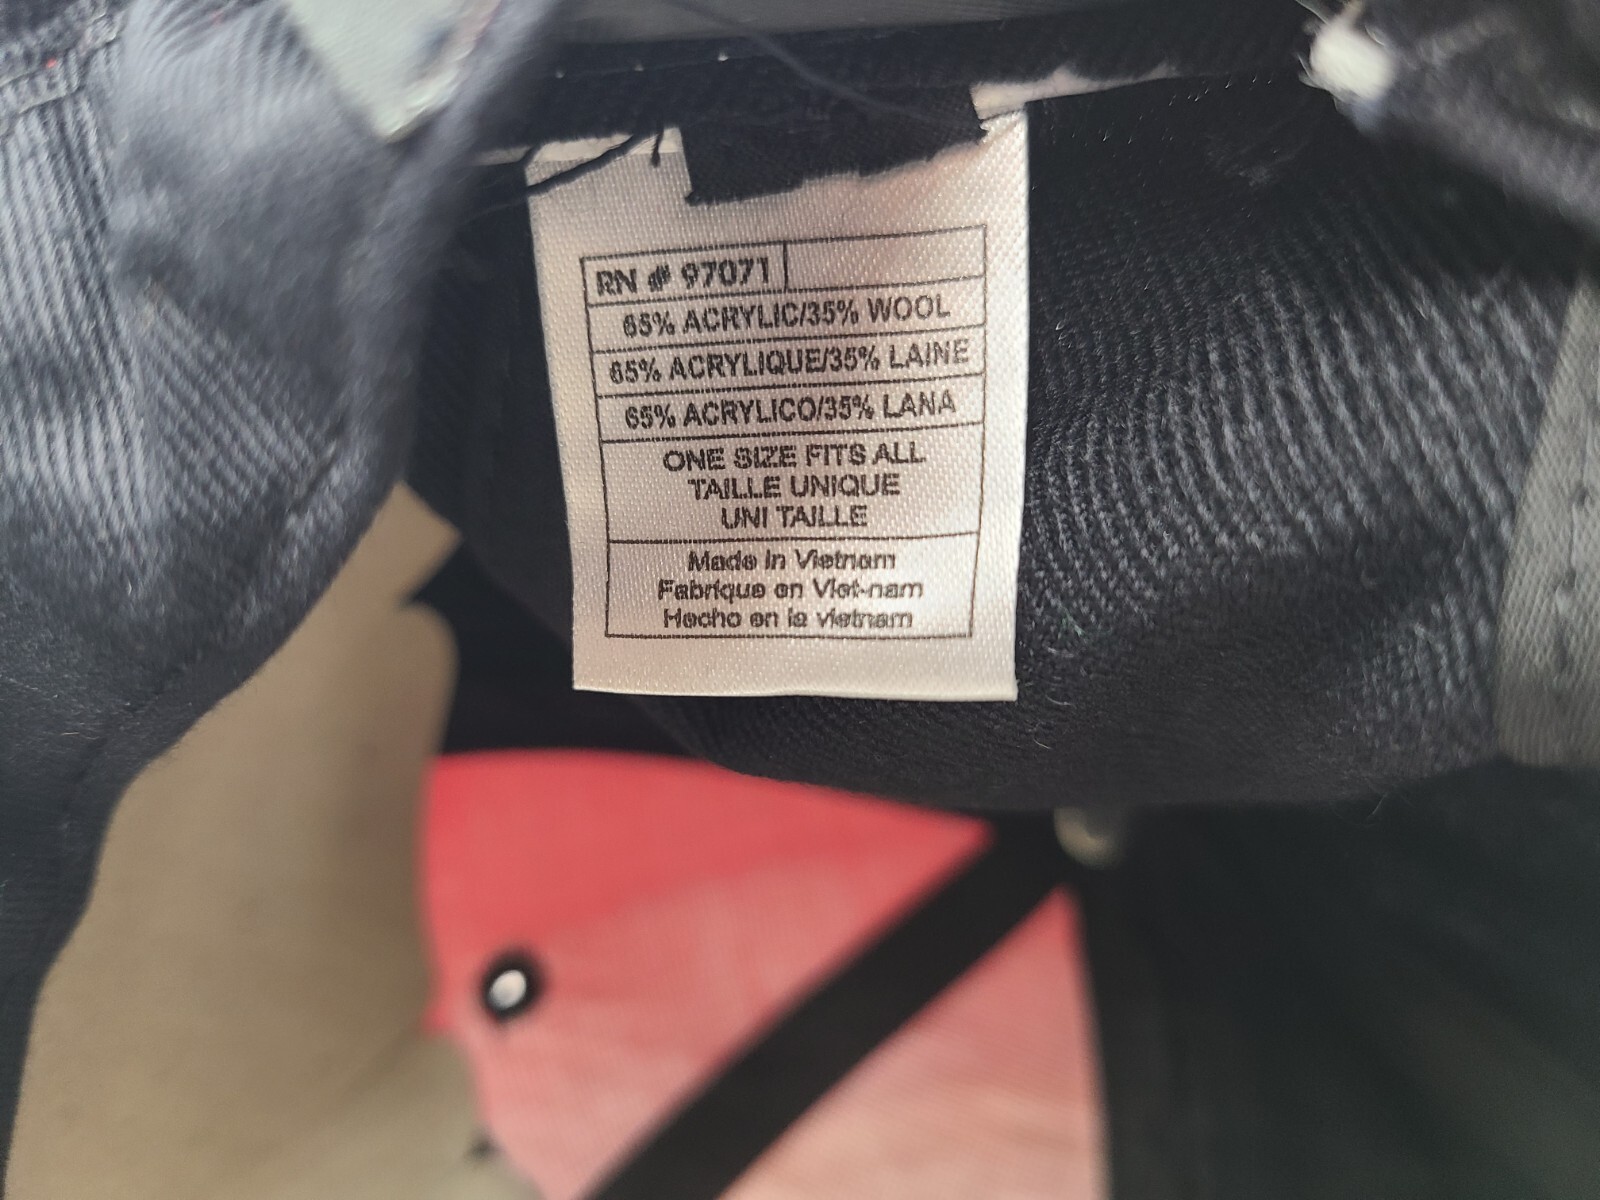 RN # 97071
65% ACRYLIC/35% WOOL
65% ACRYLIQUE/35% LAINE
65% ACRYLICO/35% LANA
ONE SIZE FITS ALL
TAILLE UNIQUE
UNI TAILLE
Made In Vietnam
Fabrique en Viet-nam
Hecho en la vietnam